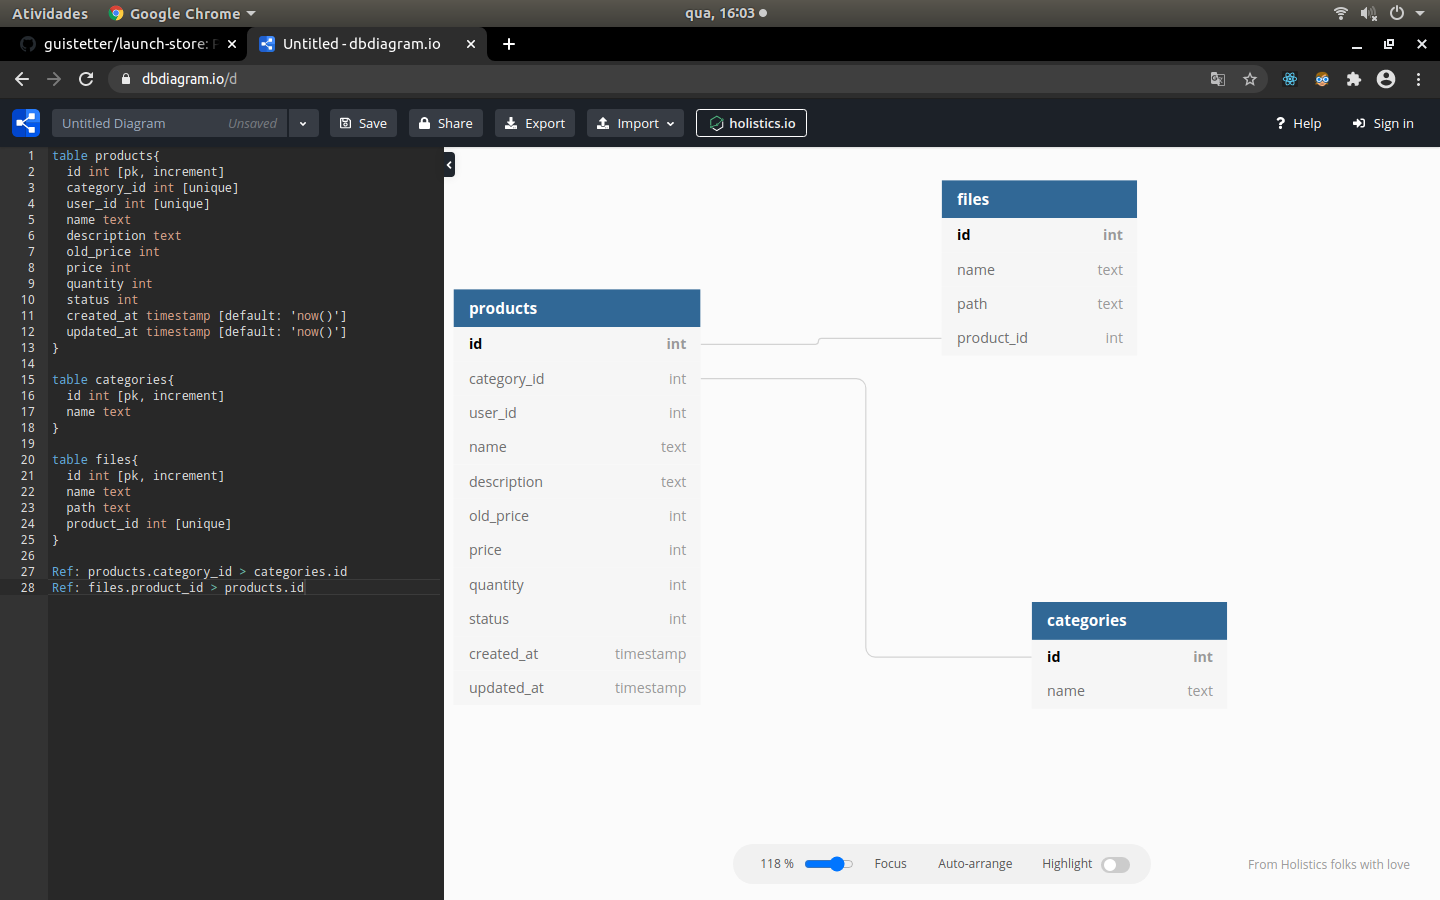 Atividades Google Chrome qua, 16:03
guistetter/launch-store: Untitled - dbdiagram.io
dbdiagram.io/d
Untitled Diagram Unsaved Save Share Export Import holistics.io ? Help Sign in
1 table products{
2 id int [pk, increment]
3 category_id int [unique]
4 user_id int [unique]
5 name text
6 description text
7 old_price int
8 price int
9 quantity int
10 status int
11 created_at timestamp [default: 'now()']
12 updated_at timestamp [default: 'now()']
13 }
14
15 table categories{
16 id int [pk, increment]
17 name text
18 }
19
20 table files{
21 id int [pk, increment]
22 name text
23 path text
24 product_id int [unique]
25 }
26
27 Ref: products.category_id > categories.id
28 Ref: files.product_id > products.id
files
id int
name text
path text
product_id int
products
id int
category_id int
user_id int
name text
description text
old_price int
price int
quantity int
status int
created_at timestamp
updated_at timestamp
categories
id int
name text
118 % Focus Auto-arrange Highlight
From Holistics folks with love